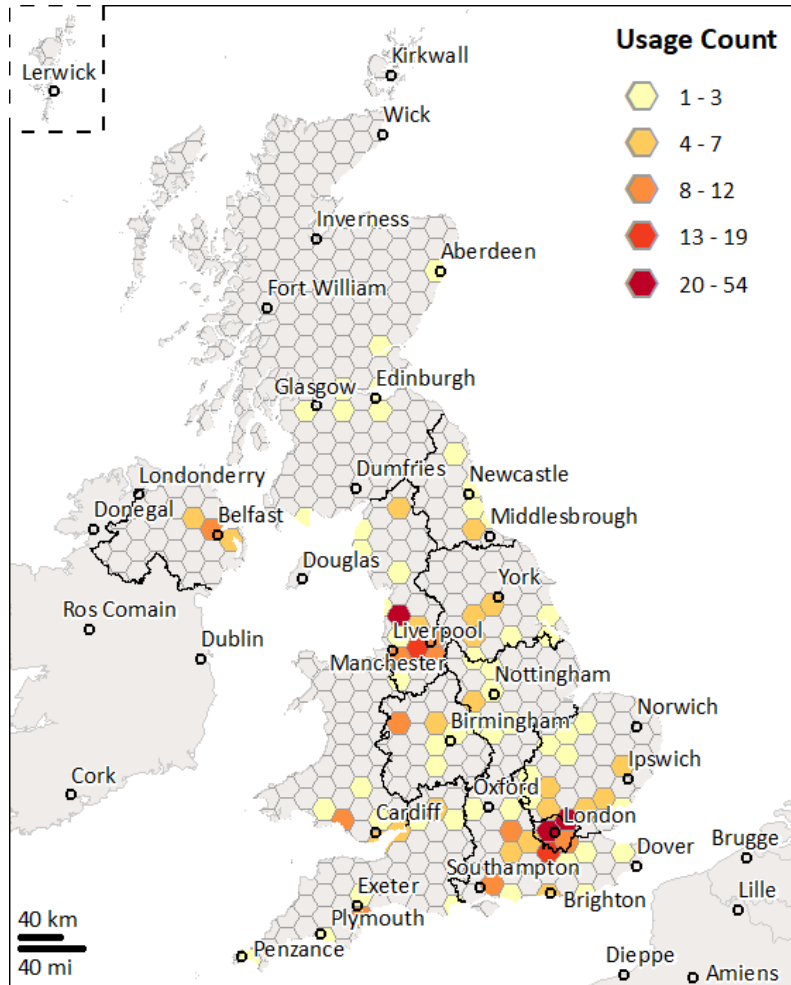 Usage Count
1 - 3
4 - 7
8 - 12
13 - 19
20 - 54
Lerwick
Kirkwall
Wick
Inverness
Aberdeen
Fort William
Glasgow
Edinburgh
Dumfries
Newcastle
Londonderry
Donegal
Belfast
Middlesbrough
Douglas
York
Ros Comain
Dublin
Liverpool
Manchester
Nottingham
Norwich
Birmingham
Ipswich
Cork
Oxford
Cardiff
London
Dover
Brugge
Southampton
Exeter
Brighton
Lille
Plymouth
Penzance
Dieppe
Amiens
40 km
40 mi